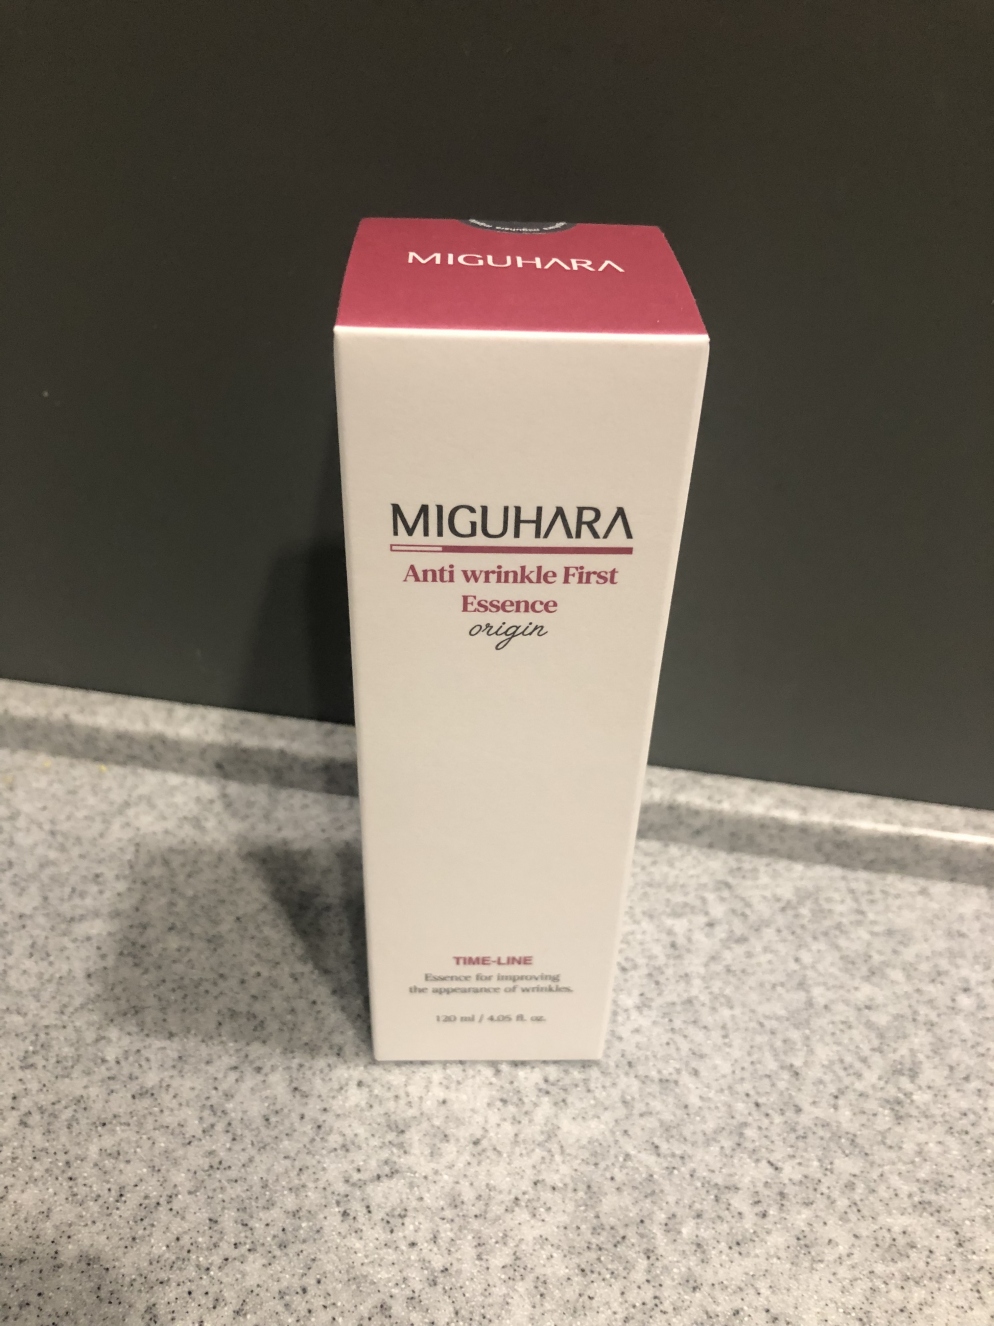 MIGUHARA
MIGUHARA
Anti wrinkle First
Essence
origin
TIME-LINE
Essence for improving
the appearance of wrinkles.
120 ml / 4.05 fl. oz.